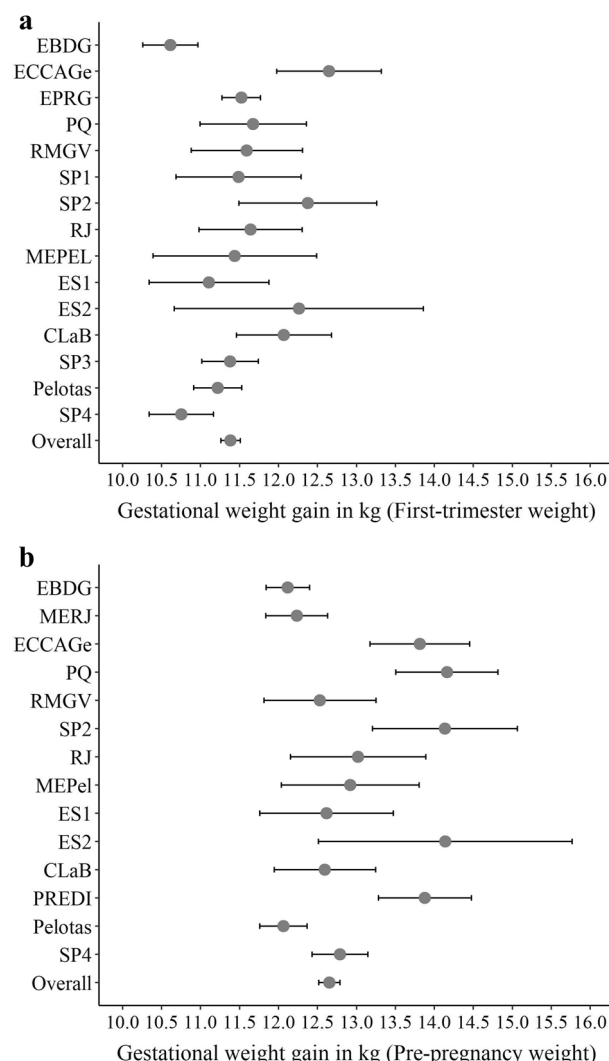 a
EBDG
ECCAGe
EPRG
PQ
RMGV
SP1
SP2
RJ
MEPEL
ES1
ES2
CLaB
SP3
Pelotas
SP4
Overall
10.0 10.5 11.0 11.5 12.0 12.5 13.0 13.5 14.0 14.5 15.0 15.5 16.0
Gestational weight gain in kg (First-trimester weight)
b
EBDG
MERJ
ECCAGe
PQ
RMGV
SP2
RJ
MEPel
ES1
ES2
CLaB
PREDI
Pelotas
SP4
Overall
10.0 10.5 11.0 11.5 12.0 12.5 13.0 13.5 14.0 14.5 15.0 15.5 16.0
Gestational weight gain in kg (Pre-pregnancy weight)